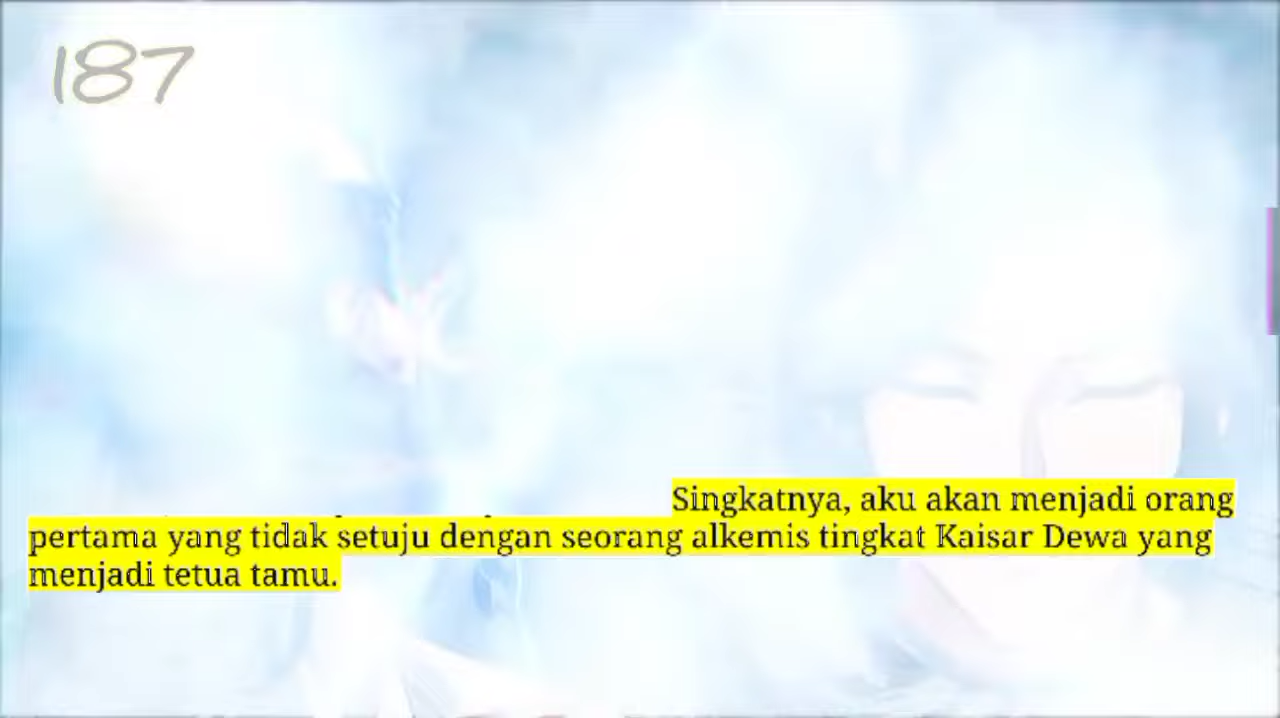 187
Singkatnya, aku akan menjadi orang
pertama yang tidak setuju dengan seorang alkemis tingkat Kaisar Dewa yang
menjadi tetua tamu.